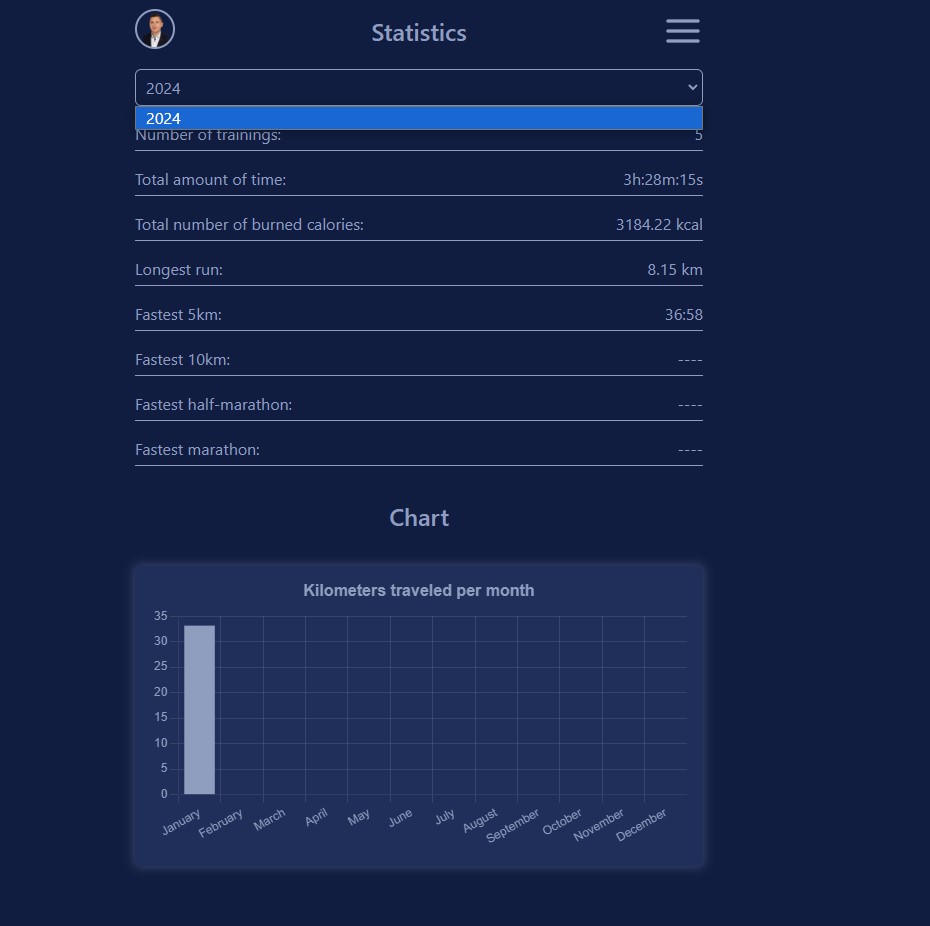 Statistics
2024
2024
Number of trainings: 5
Total amount of time: 3h:28m:15s
Total number of burned calories: 3184.22 kcal
Longest run: 8.15 km
Fastest 5km: 36:58
Fastest 10km: ----
Fastest half-marathon: ----
Fastest marathon: ----
Chart
Kilometers traveled per month
35
30
25
20
15
10
5
0
January February March April May June July August September October November December